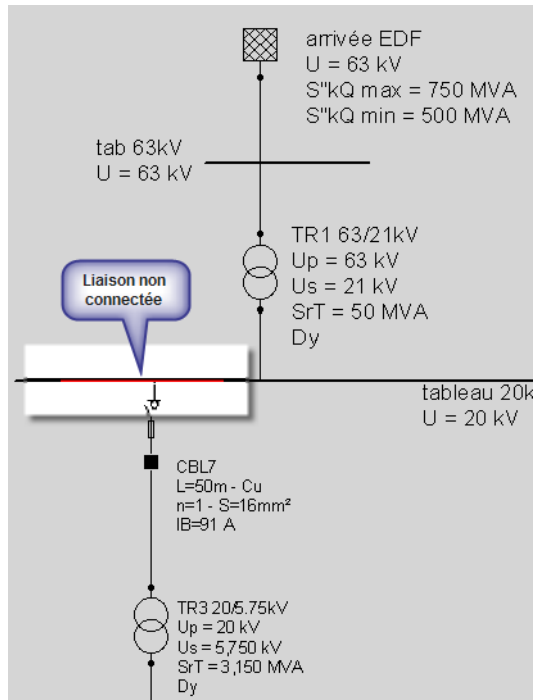 arrivée EDF
U = 63 kV
S"kQ max = 750 MVA
S"kQ min = 500 MVA
tab 63kV
U = 63 kV
TR1 63/21kV
Up = 63 kV
Us = 21 kV
SrT = 50 MVA
Dy
Liaison non
connectée
tableau 20k
U = 20 kV
CBL7
L=50m - Cu
n=1 - S=16mm²
IB=91 A
TR3 20/5.75kV
Up = 20 kV
Us = 5,750 kV
SrT = 3,150 MVA
Dy